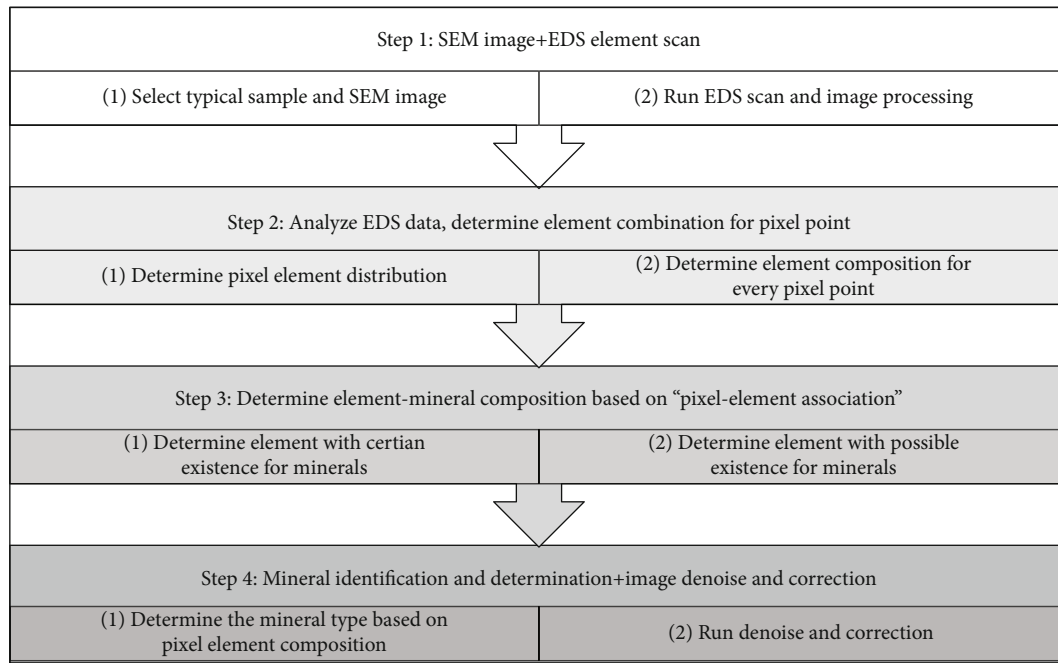 Step 1: SEM image+EDS element scan
(1) Select typical sample and SEM image
(2) Run EDS scan and image processing
Step 2: Analyze EDS data, determine element combination for pixel point
(1) Determine pixel element distribution
(2) Determine element composition for
every pixel point
Step 3: Determine element-mineral composition based on “pixel-element association”
(1) Determine element with certian
existence for minerals
(2) Determine element with possible
existence for minerals
Step 4: Mineral identification and determination+image denoise and correction
(1) Determine the mineral type based on
pixel element composition
(2) Run denoise and correction